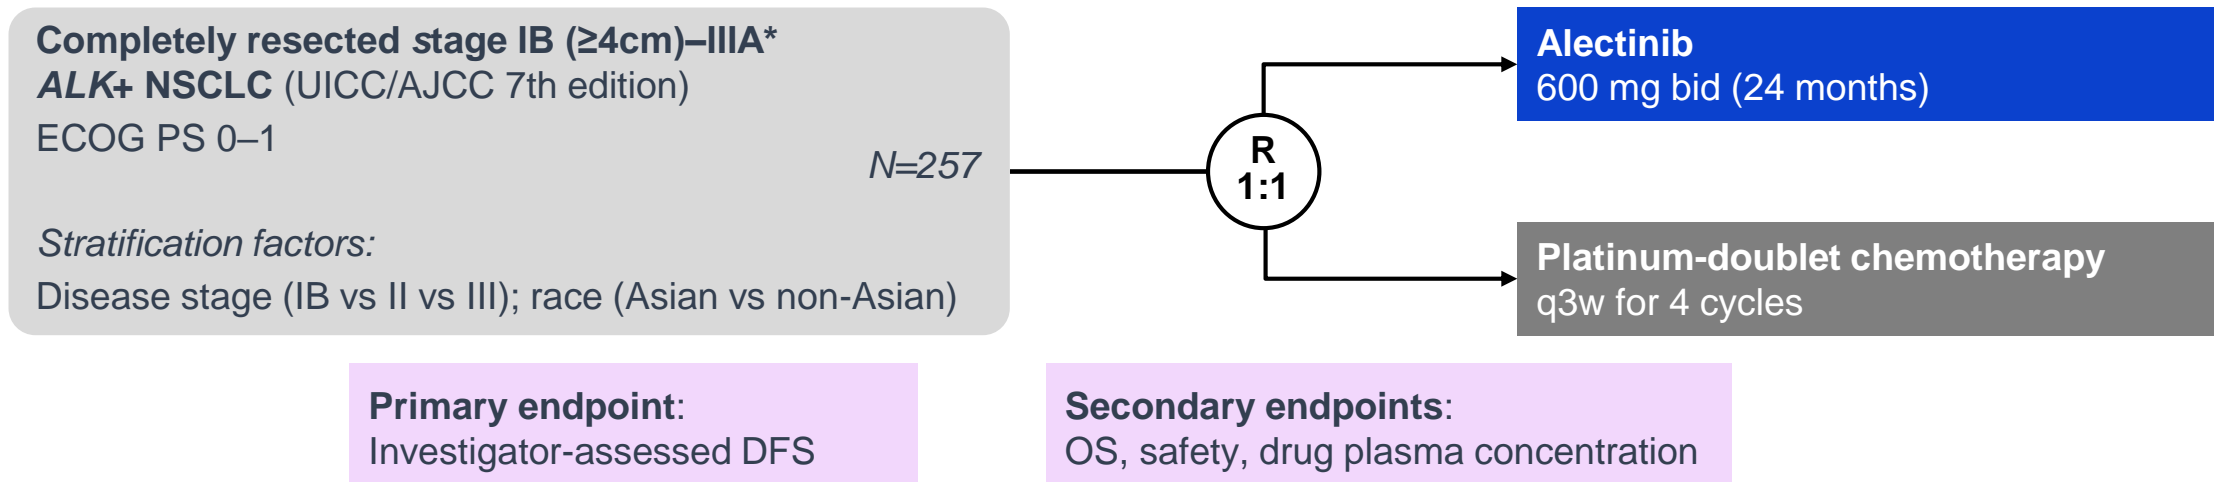 Completely resected stage IB (≥4cm)–IIIA*
ALK+ NSCLC (UICC/AJCC 7th edition)
ECOG PS 0–1
N=257
Stratification factors:
Disease stage (IB vs II vs III); race (Asian vs non-Asian)
R
1:1
Alectinib
600 mg bid (24 months)
Platinum-doublet chemotherapy
q3w for 4 cycles
Primary endpoint:
Investigator-assessed DFS
Secondary endpoints:
OS, safety, drug plasma concentration